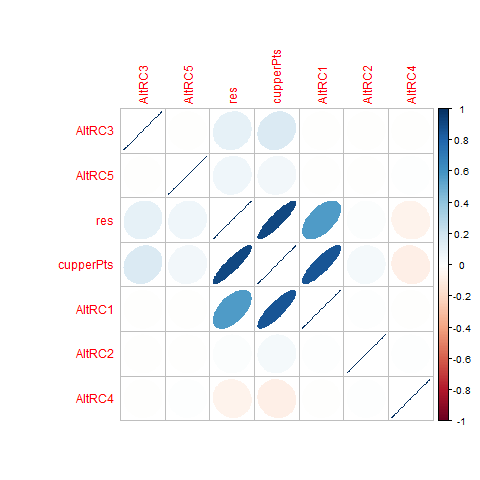 AltRC3
AltRC5
res
cupperPts
AltRC1
AltRC2
AltRC4
AltRC3
AltRC5
res
cupperPts
AltRC1
AltRC2
AltRC4
1
0.8
0.6
0.4
0.2
0
-0.2
-0.4
-0.6
-0.8
-1